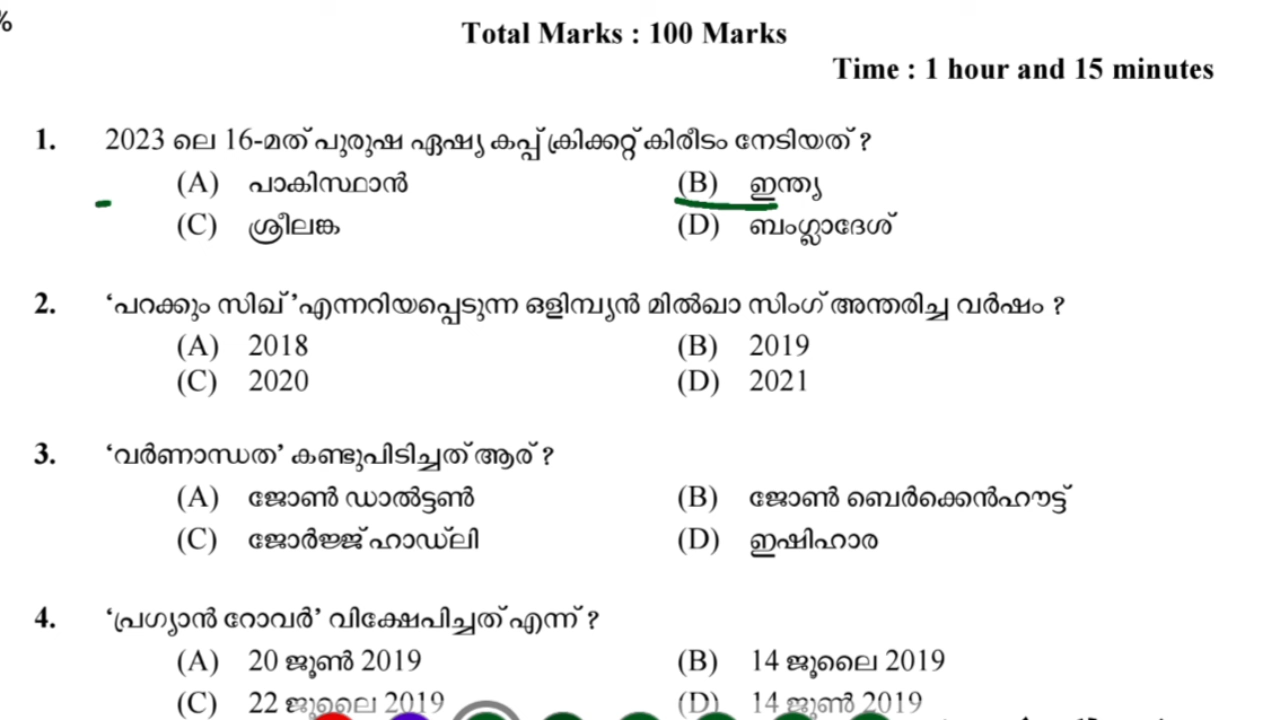 %
Total Marks : 100 Marks
Time : 1 hour and 15 minutes
1. 2023 ലെ 16-മത് പുരുഷ ഏഷ്യ കപ്പ് ക്രിക്കറ്റ് കിരീടം നേടിയത് ?
(A) പാകിസ്ഥാൻ (B) ഇന്ത്യ
(C) ശ്രീലങ്ക (D) ബംഗ്ലാദേശ്
2. ‘പറക്കും സിഖ് ’എന്നറിയപ്പെടുന്ന ഒളിമ്പ്യൻ മിൽഖാ സിംഗ് അന്തരിച്ച വർഷം ?
(A) 2018 (B) 2019
(C) 2020 (D) 2021
3. ‘വർണാന്ധത’ കണ്ടുപിടിച്ചത് ആര് ?
(A) ജോൺ ഡാൽട്ടൺ (B) ജോൺ ബെർക്കെൻഹൗട്ട്
(C) ജോർജ്ജ് ഹാഡ്‌ലി (D) ഇഷിഹാര
4. ‘പ്രഗ്യാൻ റോവർ’ വിക്ഷേപിച്ചത് എന്ന് ?
(A) 20 ജൂൺ 2019 (B) 14 ജൂലൈ 2019
(C) 22 ജൂലൈ 2019 (D) 14 ജൂൺ 2019